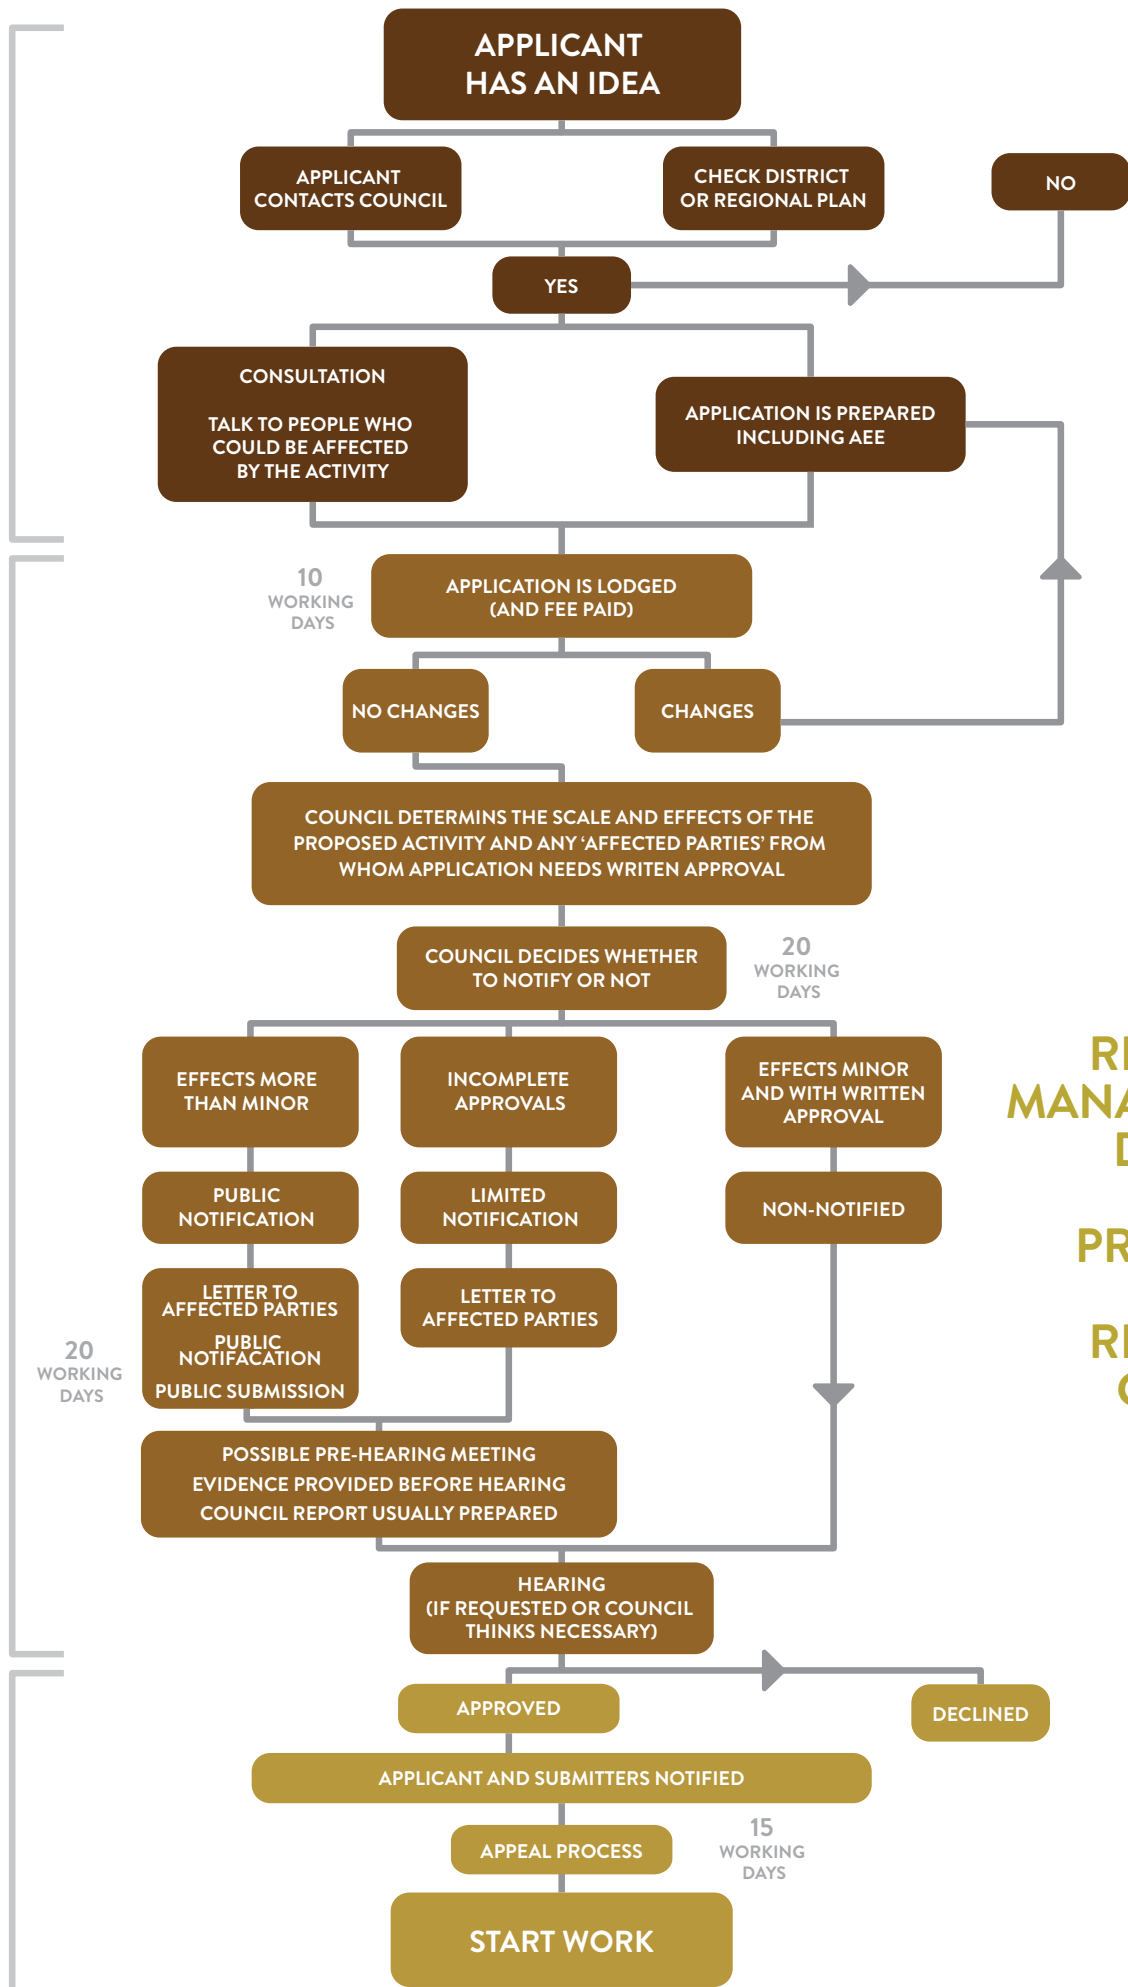 APPLICANT
HAS AN IDEA
APPLICANT
CONTACTS COUNCIL
CHECK DISTRICT
OR REGIONAL PLAN
NO
YES
CONSULTATION
TALK TO PEOPLE WHO
COULD BE AFFECTED
BY THE ACTIVITY
APPLICATION IS PREPARED
INCLUDING AEE
10
WORKING
DAYS
APPLICATION IS LODGED
(AND FEE PAID)
NO CHANGES
CHANGES
COUNCIL DETERMINS THE SCALE AND EFFECTS OF THE
PROPOSED ACTIVITY AND ANY ‘AFFECTED PARTIES’ FROM
WHOM APPLICATION NEEDS WRITEN APPROVAL
COUNCIL DECIDES WHETHER
TO NOTIFY OR NOT
20
WORKING
DAYS
EFFECTS MORE
THAN MINOR
INCOMPLETE
APPROVALS
EFFECTS MINOR
AND WITH WRITTEN
APPROVAL
PUBLIC
NOTIFICATION
LIMITED
NOTIFICATION
NON-NOTIFIED
LETTER TO
AFFECTED PARTIES
PUBLIC
NOTIFACATION
PUBLIC SUBMISSION
LETTER TO
AFFECTED PARTIES
20
WORKING
DAYS
POSSIBLE PRE-HEARING MEETING
EVIDENCE PROVIDED BEFORE HEARING
COUNCIL REPORT USUALLY PREPARED
HEARING
(IF REQUESTED OR COUNCIL
THINKS NECESSARY)
APPROVED
DECLINED
APPLICANT AND SUBMITTERS NOTIFIED
APPEAL PROCESS
15
WORKING
DAYS
START WORK